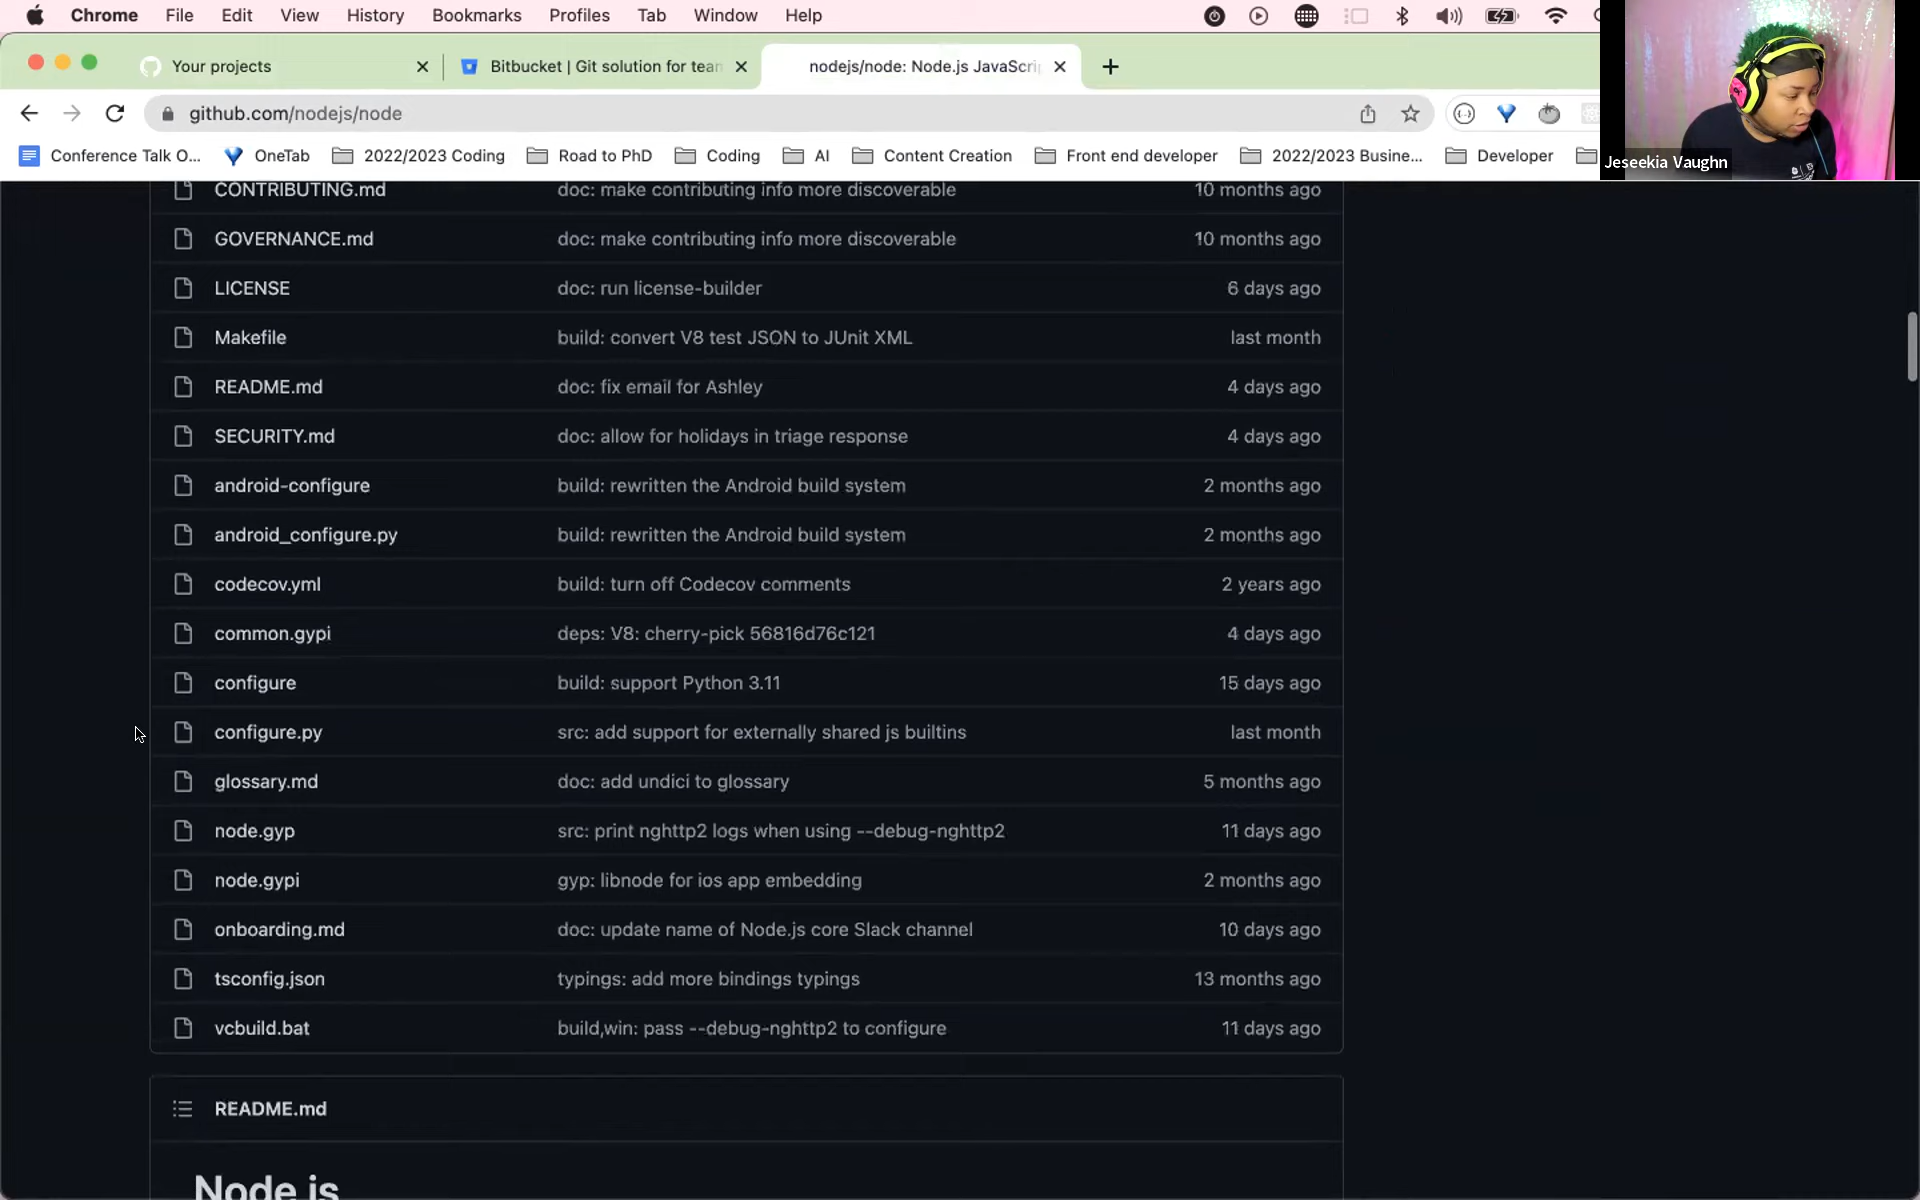 Chrome File Edit View History Bookmarks Profiles Tab Window Help
Your projects
Bitbucket | Git solution for tear
nodejs/node: Node.js JavaScri
github.com/nodejs/node
Conference Talk O... OneTab 2022/2023 Coding Road to PhD Coding AI Content Creation Front end developer 2022/2023 Busine... Developer
Jeseekia Vaughn
CONTRIBUTING.md doc: make contributing info more discoverable 10 months ago
GOVERNANCE.md doc: make contributing info more discoverable 10 months ago
LICENSE doc: run license-builder 6 days ago
Makefile build: convert V8 test JSON to JUnit XML last month
README.md doc: fix email for Ashley 4 days ago
SECURITY.md doc: allow for holidays in triage response 4 days ago
android-configure build: rewritten the Android build system 2 months ago
android_configure.py build: rewritten the Android build system 2 months ago
codecov.yml build: turn off Codecov comments 2 years ago
common.gypi deps: V8: cherry-pick 56816d76c121 4 days ago
configure build: support Python 3.11 15 days ago
configure.py src: add support for externally shared js builtins last month
glossary.md doc: add undici to glossary 5 months ago
node.gyp src: print nghttp2 logs when using --debug-nghttp2 11 days ago
node.gypi gyp: libnode for ios app embedding 2 months ago
onboarding.md doc: update name of Node.js core Slack channel 10 days ago
tsconfig.json typings: add more bindings typings 13 months ago
vcbuild.bat build,win: pass --debug-nghttp2 to configure 11 days ago
README.md
Node.js